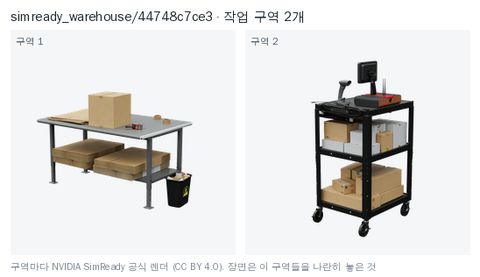 simready_warehouse/44748c7ce3 · 작업 구역 2개
구역 1
구역 2
구역마다 NVIDIA SimReady 공식 렌더 (CC BY 4.0). 장면은 이 구역들을 나란히 놓은 것